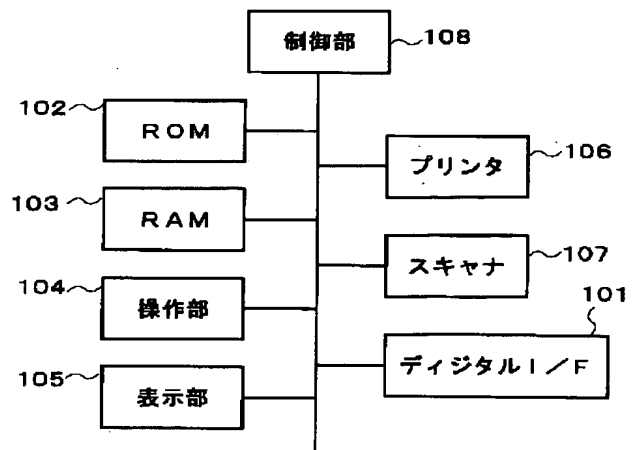 制御部
108
102
ROM
プリンタ
106
103
RAM
スキャナ
107
104
操作部
101
ディジタルI/F
105
表示部